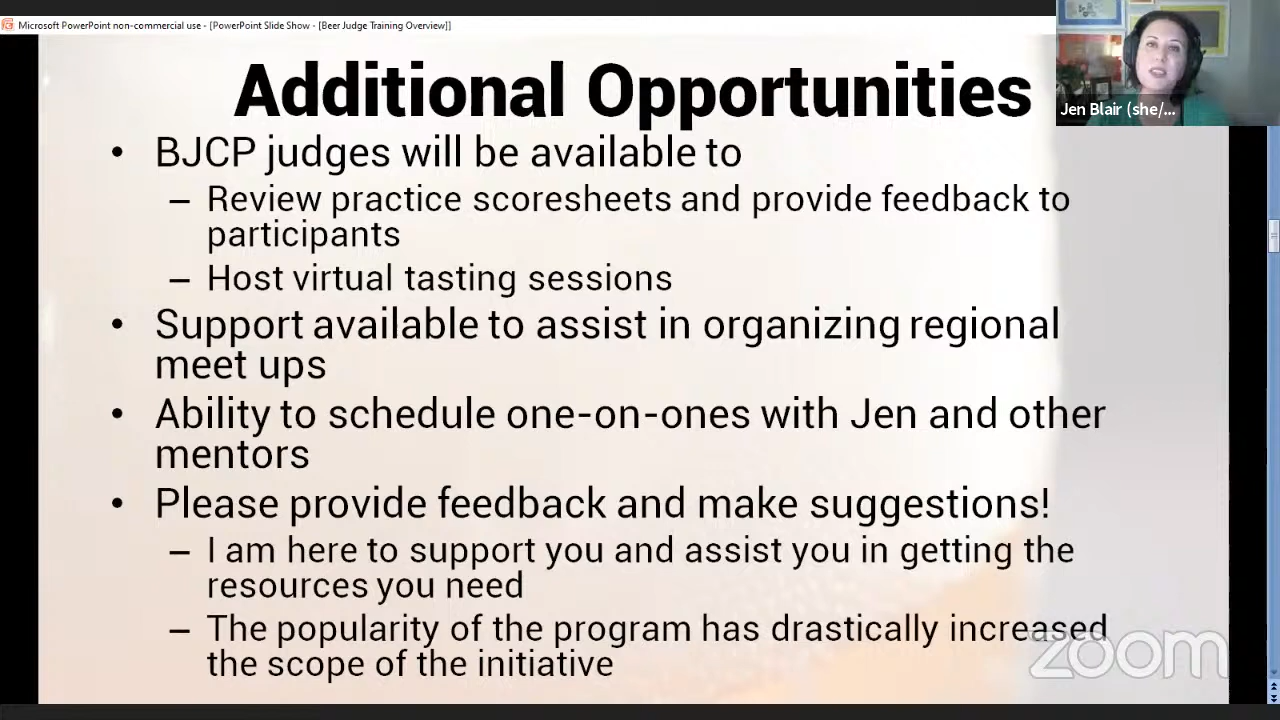 Microsoft PowerPoint non-commercial use - [PowerPoint Slide Show - [Beer Judge Training Overview]]
Jen Blair (she/...
Additional Opportunities
• BJCP judges will be available to
– Review practice scoresheets and provide feedback to
participants
– Host virtual tasting sessions
• Support available to assist in organizing regional
meet ups
• Ability to schedule one-on-ones with Jen and other
mentors
• Please provide feedback and make suggestions!
– I am here to support you and assist you in getting the
resources you need
– The popularity of the program has drastically increased
the scope of the initiative
zoom